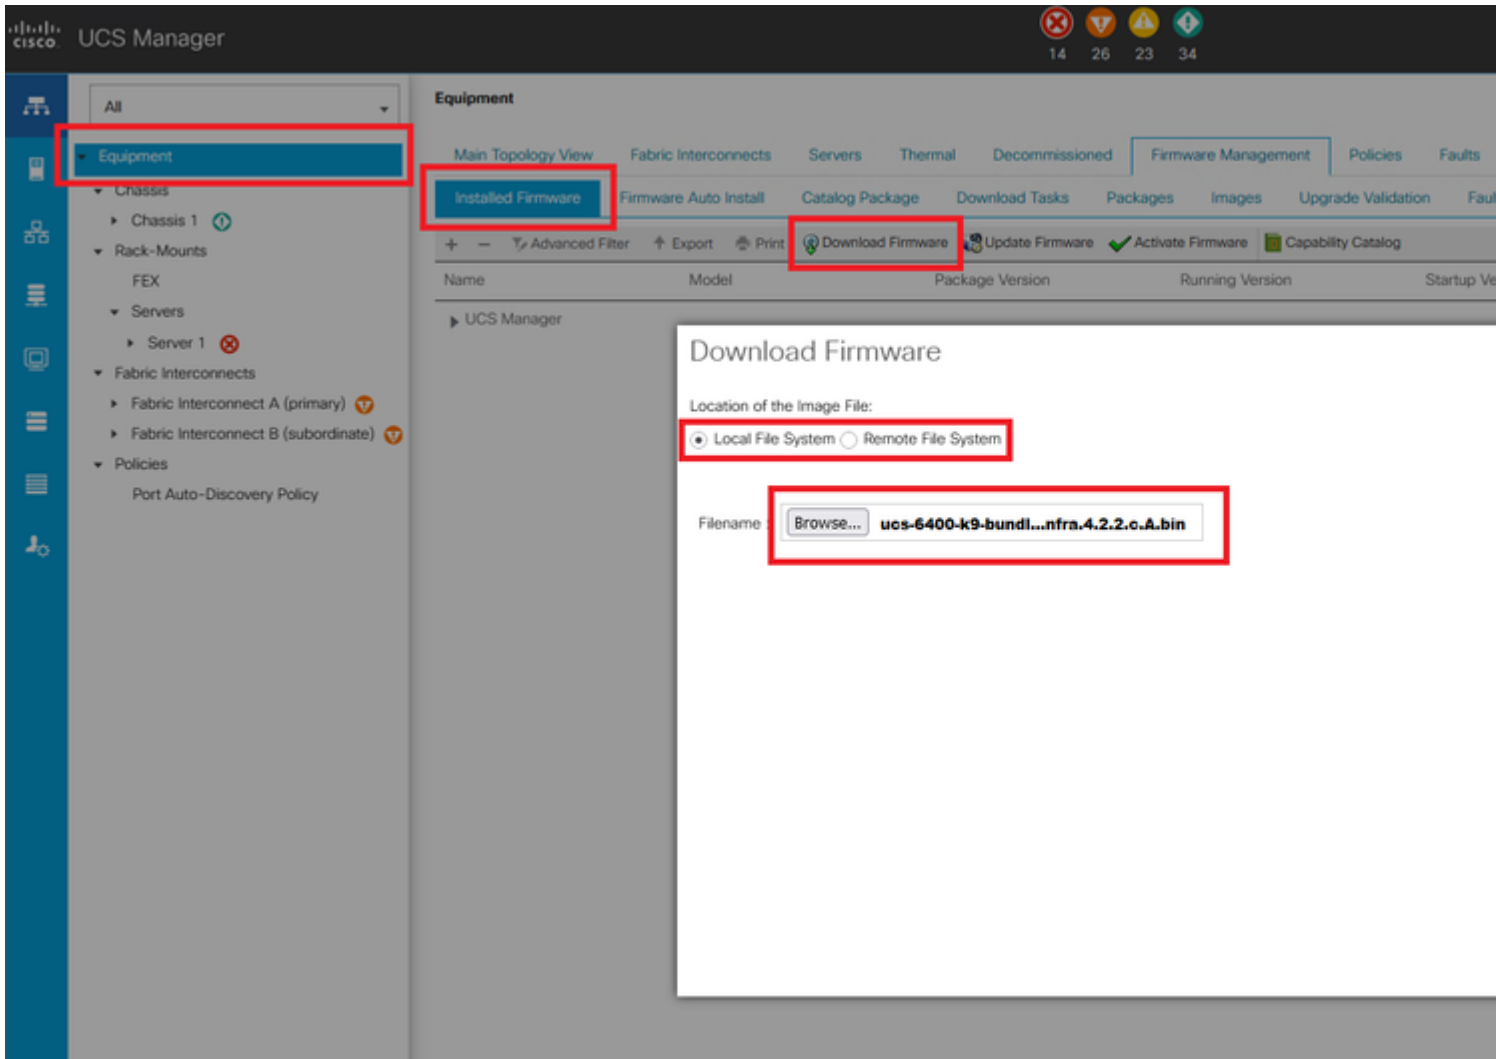 CISCO. UCS Manager
14 26 23 34
All
Equipment
Chassis
Chassis 1
Rack-Mounts
FEX
Servers
Server 1
Fabric Interconnects
Fabric Interconnect A (primary)
Fabric Interconnect B (subordinate)
Policies
Port Auto-Discovery Policy
Equipment
Main Topology View Fabric Interconnects Servers Thermal Decommissioned Firmware Management Policies Faults
Installed Firmware Firmware Auto Install Catalog Package Download Tasks Packages Images Upgrade Validation Faul
+ – Advanced Filter Export Print Download Firmware Update Firmware Activate Firmware Capability Catalog
Name Model Package Version Running Version Startup Ve
UCS Manager
Download Firmware
Location of the Image File:
Local File System Remote File System
Filename : Browse... ucs-6400-k9-bundl...nfra.4.2.2.c.A.bin